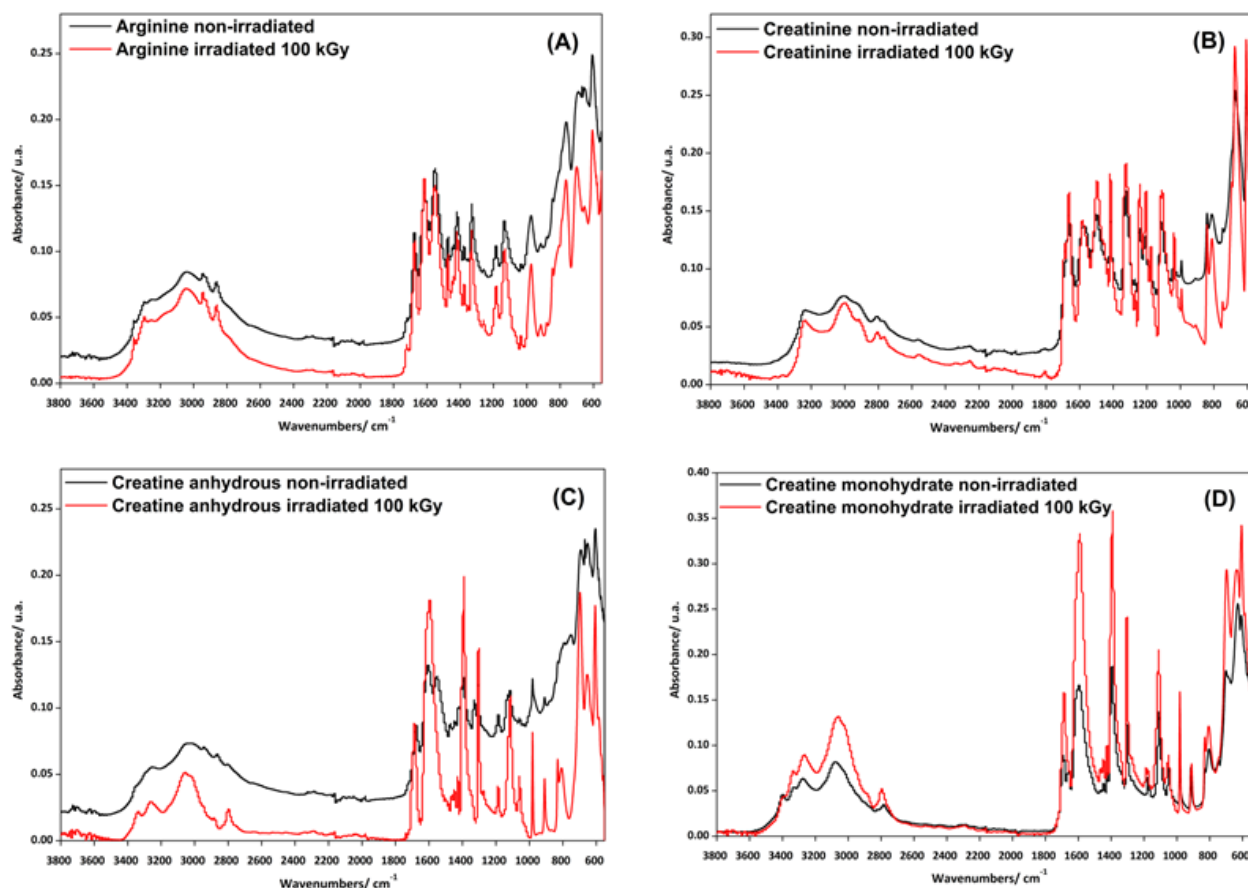 Arginine non-irradiated
Arginine irradiated 100 kGy
(A)
0.25
0.20
0.15
0.10
0.05
0.00
Absorbance/ u.a.
3800 3600 3400 3200 3000 2800 2600 2400 2200 2000 1800 1600 1400 1200 1000 800 600
Wavenumbers/ cm⁻¹
Creatinine non-irradiated
Creatinine irradiated 100 kGy
(B)
0.30
0.25
0.20
0.15
0.10
0.05
0.00
Absorbance/ u.a.
3800 3600 3400 3200 3000 2800 2600 2400 2200 2000 1800 1600 1400 1200 1000 800 600
Wavenumbers/ cm⁻¹
Creatine anhydrous non-irradiated
Creatine anhydrous irradiated 100 kGy
(C)
0.25
0.20
0.15
0.10
0.05
0.00
Absorbance/ u.a.
3800 3600 3400 3200 3000 2800 2600 2400 2200 2000 1800 1600 1400 1200 1000 800 600
Wavenumbers/ cm⁻¹
Creatine monohydrate non-irradiated
Creatine monohydrate irradiated 100 kGy
(D)
0.40
0.35
0.30
0.25
0.20
0.15
0.10
0.05
0.00
Absorbance/ u.a.
3800 3600 3400 3200 3000 2800 2600 2400 2200 2000 1800 1600 1400 1200 1000 800 600
Wavenumbers/ cm⁻¹